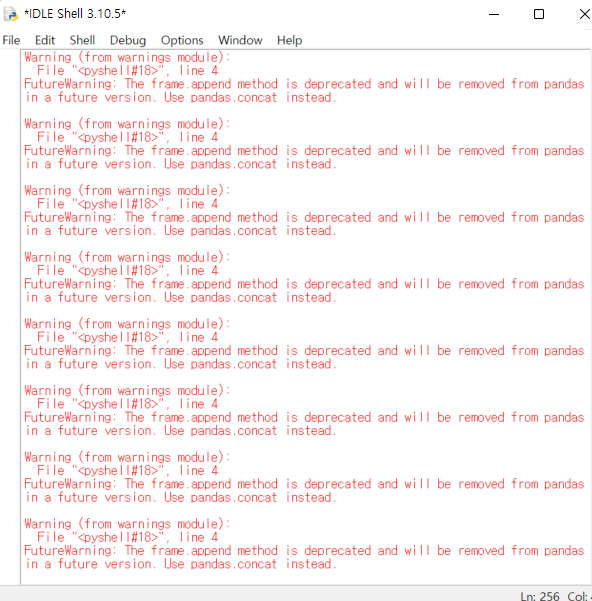 *IDLE Shell 3.10.5*
File Edit Shell Debug Options Window Help
Warning (from warnings module):
File "<pyshell#18>", line 4
FutureWarning: The frame.append method is deprecated and will be removed from pandas
in a future version. Use pandas.concat instead.
Warning (from warnings module):
File "<pyshell#18>", line 4
FutureWarning: The frame.append method is deprecated and will be removed from pandas
in a future version. Use pandas.concat instead.
Warning (from warnings module):
File "<pyshell#18>", line 4
FutureWarning: The frame.append method is deprecated and will be removed from pandas
in a future version. Use pandas.concat instead.
Warning (from warnings module):
File "<pyshell#18>", line 4
FutureWarning: The frame.append method is deprecated and will be removed from pandas
in a future version. Use pandas.concat instead.
Warning (from warnings module):
File "<pyshell#18>", line 4
FutureWarning: The frame.append method is deprecated and will be removed from pandas
in a future version. Use pandas.concat instead.
Warning (from warnings module):
File "<pyshell#18>", line 4
FutureWarning: The frame.append method is deprecated and will be removed from pandas
in a future version. Use pandas.concat instead.
Warning (from warnings module):
File "<pyshell#18>", line 4
FutureWarning: The frame.append method is deprecated and will be removed from pandas
in a future version. Use pandas.concat instead.
Warning (from warnings module):
File "<pyshell#18>", line 4
FutureWarning: The frame.append method is deprecated and will be removed from pandas
in a future version. Use pandas.concat instead.
Ln: 256 Col: